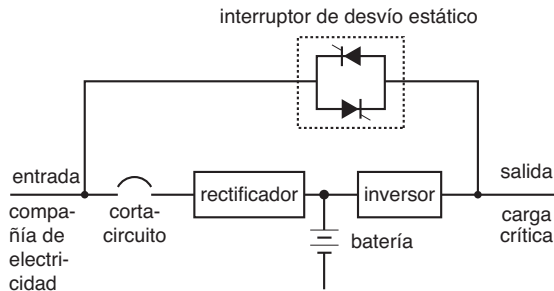 interruptor de desvío estático
entrada
compa-
ñía de
electri-
cidad
corta-
circuito
rectificador
batería
inversor
salida
carga
crítica